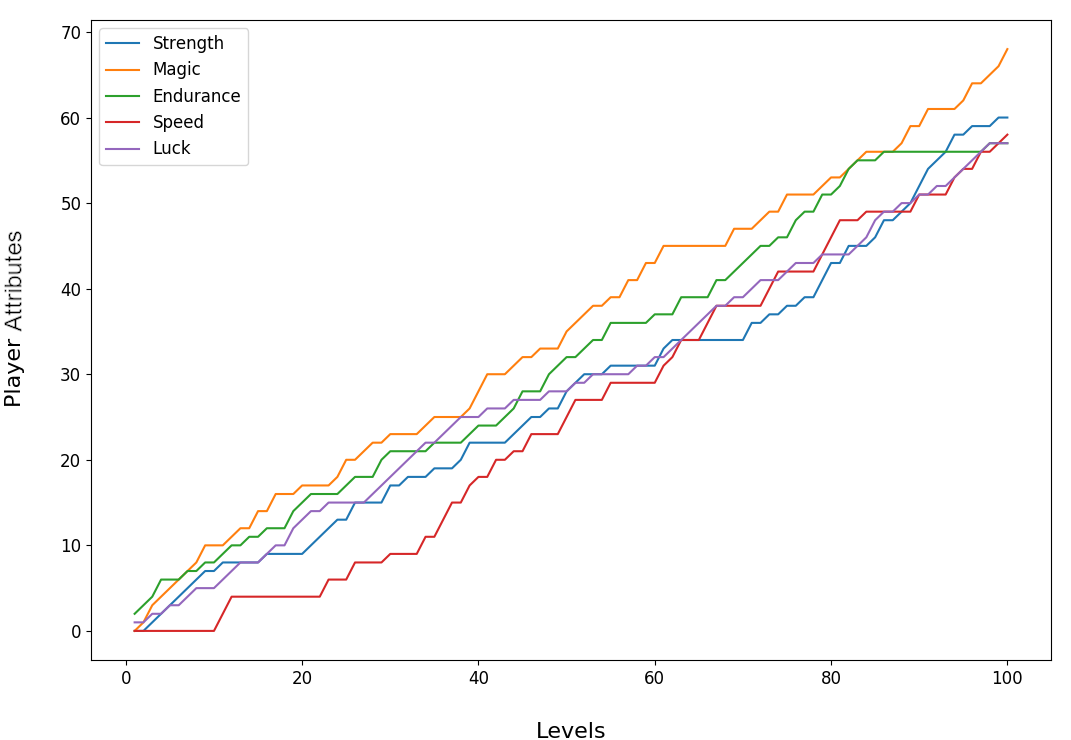 70
60
50
40
30
20
10
0
Strength
Magic
Endurance
Speed
Luck
Player Attributes
0 20 40 60 80 100
Levels